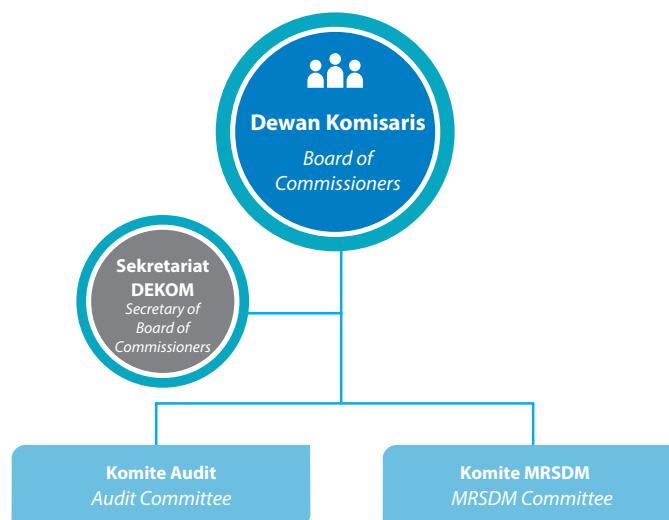 Dewan Komisaris
Board of
Commissioners
Sekretariat
DEKOM
Secretary of
Board of
Commissioners
Komite Audit
Audit Committee
Komite MRSDM
MRSDM Committee